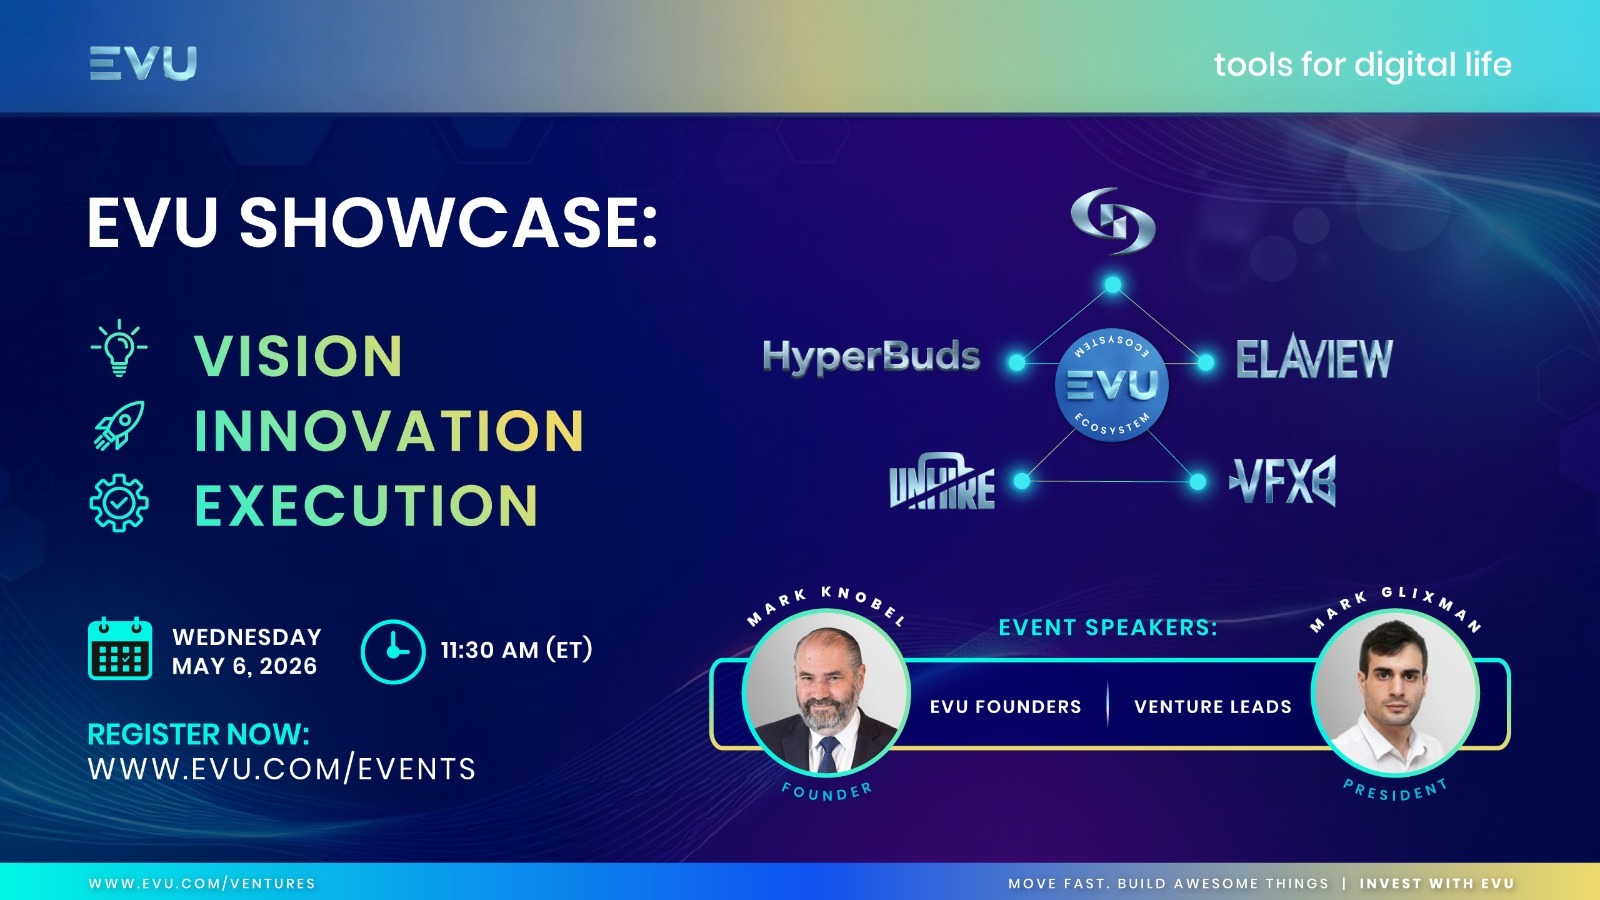 EVU
tools for digital life
EVU SHOWCASE:
VISION
INNOVATION
EXECUTION
HyperBuds
ELAVIEW
ECOSYSTEM
EVU
ECOSYSTEM
UNHIRE
VFXB
WEDNESDAY
MAY 6, 2026
11:30 AM (ET)
REGISTER NOW:
WWW.EVU.COM/EVENTS
MARK KNOBEL
FOUNDER
EVENT SPEAKERS:
EVU FOUNDERS | VENTURE LEADS
MARK GLIXMAN
PRESIDENT
WWW.EVU.COM/VENTURES
MOVE FAST. BUILD AWESOME THINGS | INVEST WITH EVU